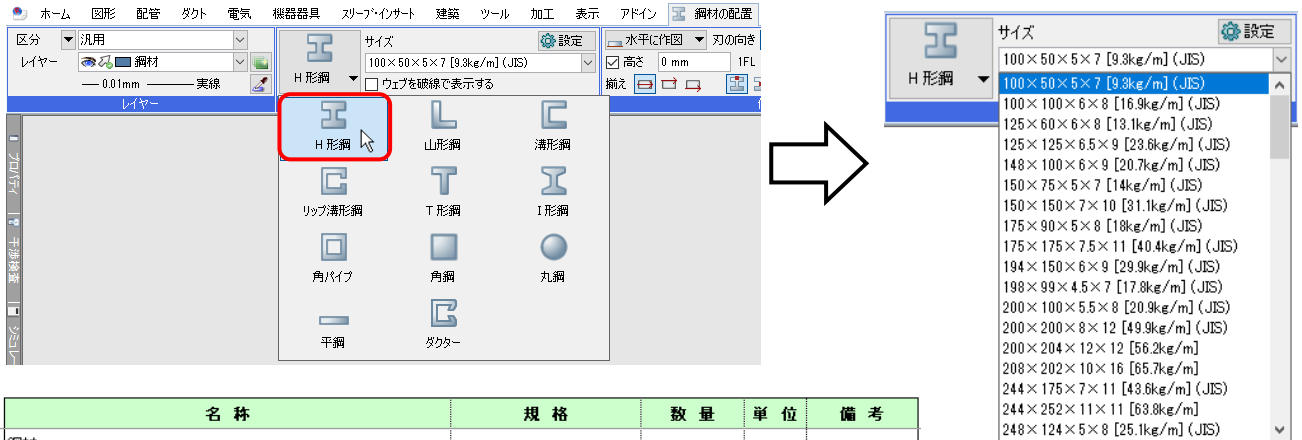 ホーム 図形 配管 ダクト 電気 機器器具 スリーブ・インサート 建築 ツール 加工 表示 アドイン 鋼材の配置
区分 汎用
レイヤー 鋼材
0.01mm 実線
レイヤー
H 形鋼
サイズ 設定
100×50×5×7 [9.3kg/m] (JIS)
ウェブを破線で表示する
水平に作図 刃の向き
高さ 0 mm 1FL
揃え
H 形鋼 山形鋼 溝形鋼
リップ溝形鋼 T 形鋼 I 形鋼
角パイプ 角鋼 丸鋼
平鋼 ダクター
プロパティ
干渉検査
シミュレー
サイズ 設定
H 形鋼
100×50×5×7 [9.3kg/m] (JIS)
100×50×5×7 [9.3kg/m] (JIS)
100×100×6×8 [16.9kg/m] (JIS)
125×60×6×8 [13.1kg/m] (JIS)
125×125×6.5×9 [23.6kg/m] (JIS)
148×100×6×9 [20.7kg/m] (JIS)
150×75×5×7 [14kg/m] (JIS)
150×150×7×10 [31.1kg/m] (JIS)
175×90×5×8 [18kg/m] (JIS)
175×175×7.5×11 [40.4kg/m] (JIS)
194×150×6×9 [29.9kg/m] (JIS)
198×99×4.5×7 [17.8kg/m] (JIS)
200×100×5.5×8 [20.9kg/m] (JIS)
200×200×8×12 [49.9kg/m] (JIS)
200×204×12×12 [56.2kg/m]
208×202×10×16 [65.7kg/m]
244×175×7×11 [43.6kg/m] (JIS)
244×252×11×11 [63.8kg/m]
248×124×5×8 [25.1kg/m] (JIS)
名 称 規 格 数 量 単 位 備 考